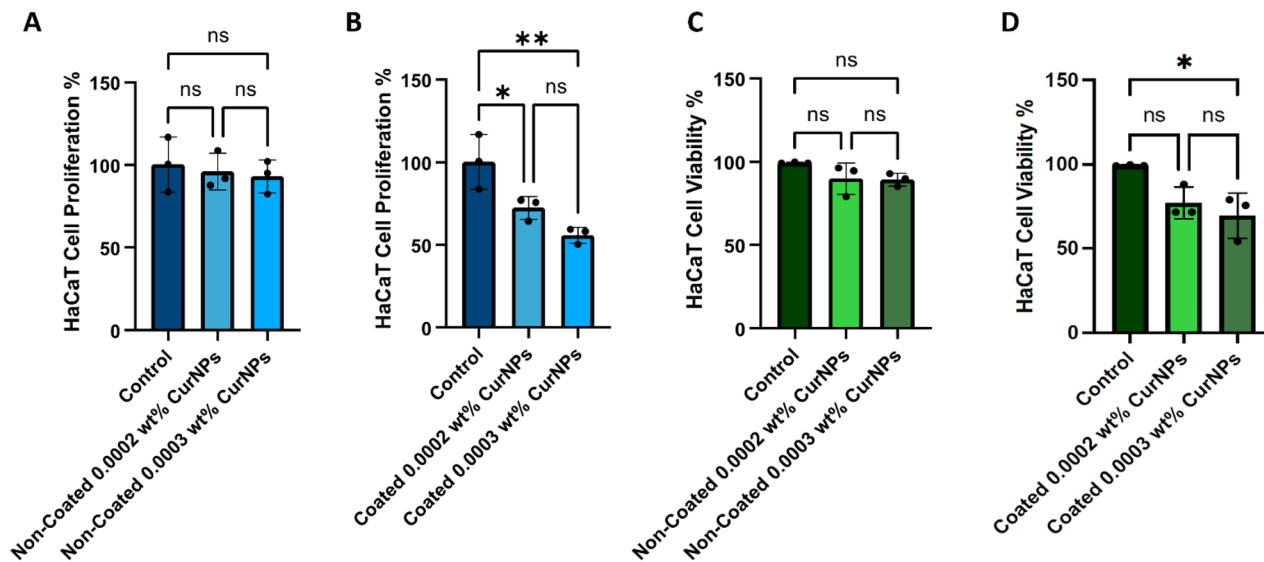 A
ns
ns
ns
HaCaT Cell Proliferation %
150
100
50
0
Control
Non-Coated 0.0002 wt% CurNPs
Non-Coated 0.0003 wt% CurNPs
B
**
*
ns
HaCaT Cell Proliferation %
150
100
50
0
Control
Coated 0.0002 wt% CurNPs
Coated 0.0003 wt% CurNPs
C
ns
ns
ns
HaCaT Cell Viability %
150
100
50
0
Control
Non-Coated 0.0002 wt% CurNPs
Non-Coated 0.0003 wt% CurNPs
D
*
ns
ns
HaCaT Cell Viability %
150
100
50
0
Control
Coated 0.0002 wt% CurNPs
Coated 0.0003 wt% CurNPs